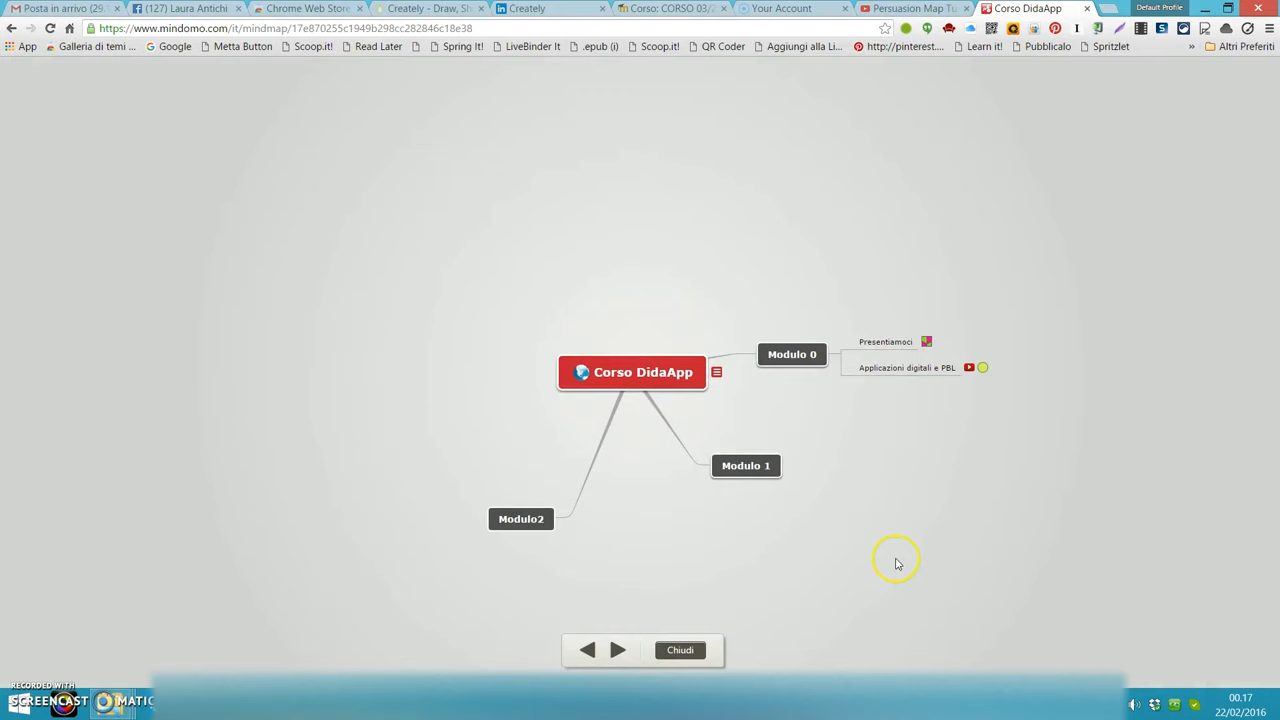 Posta in arrivo (29.
(127) Laura Antichi
Chrome Web Store
Creately - Draw, Sh
Creately
Corso: CORSO 03/2
Your Account
Persuasion Map Tu
Corso DidaApp
Default Profile
https://www.mindomo.com/it/mindmap/17e870255c1949b298cc282846c18e38
App
Galleria di temi ...
Google
Metta Button
Scoop.it!
Read Later
Spring It!
LiveBinder It
.epub (i)
Scoop.it!
QR Coder
Aggiungi alla Li...
http://pinterest....
Learn it!
Pubblicalo
Spritzlet
»
Altri Preferiti
Presentiamoci
Modulo 0
Applicazioni digitali e PBL
Corso DidaApp
Modulo 1
Modulo2
Chiudi
RECORDED WITH
SCREENCAST
MATIC
00.17
22/02/2016